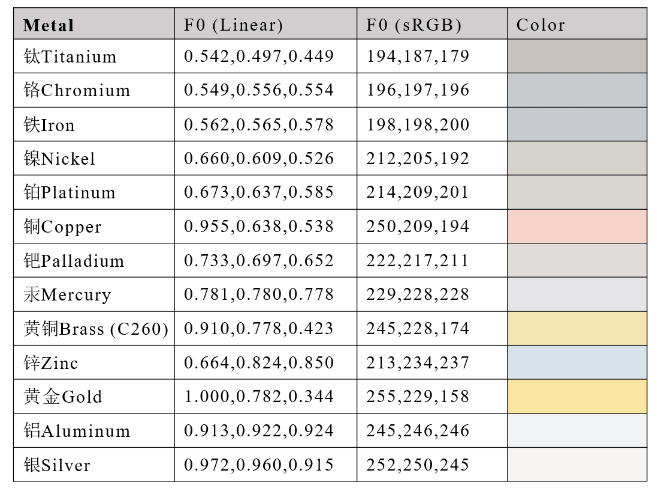 Metal F0 (Linear) F0 (sRGB) Color
钛Titanium 0.542,0.497,0.449 194,187,179
铬Chromium 0.549,0.556,0.554 196,197,196
铁Iron 0.562,0.565,0.578 198,198,200
镍Nickel 0.660,0.609,0.526 212,205,192
铂Platinum 0.673,0.637,0.585 214,209,201
铜Copper 0.955,0.638,0.538 250,209,194
钯Palladium 0.733,0.697,0.652 222,217,211
汞Mercury 0.781,0.780,0.778 229,228,228
黄铜Brass (C260) 0.910,0.778,0.423 245,228,174
锌Zinc 0.664,0.824,0.850 213,234,237
黄金Gold 1.000,0.782,0.344 255,229,158
铝Aluminum 0.913,0.922,0.924 245,246,246
银Silver 0.972,0.960,0.915 252,250,245